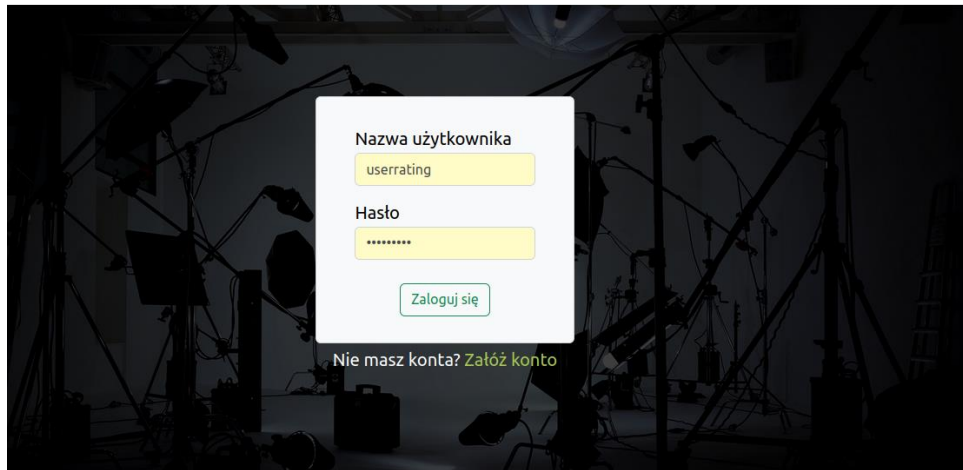 Nazwa użytkownika
userrating
Hasło
•••••••••
Zaloguj się
Nie masz konta? Załóż konto